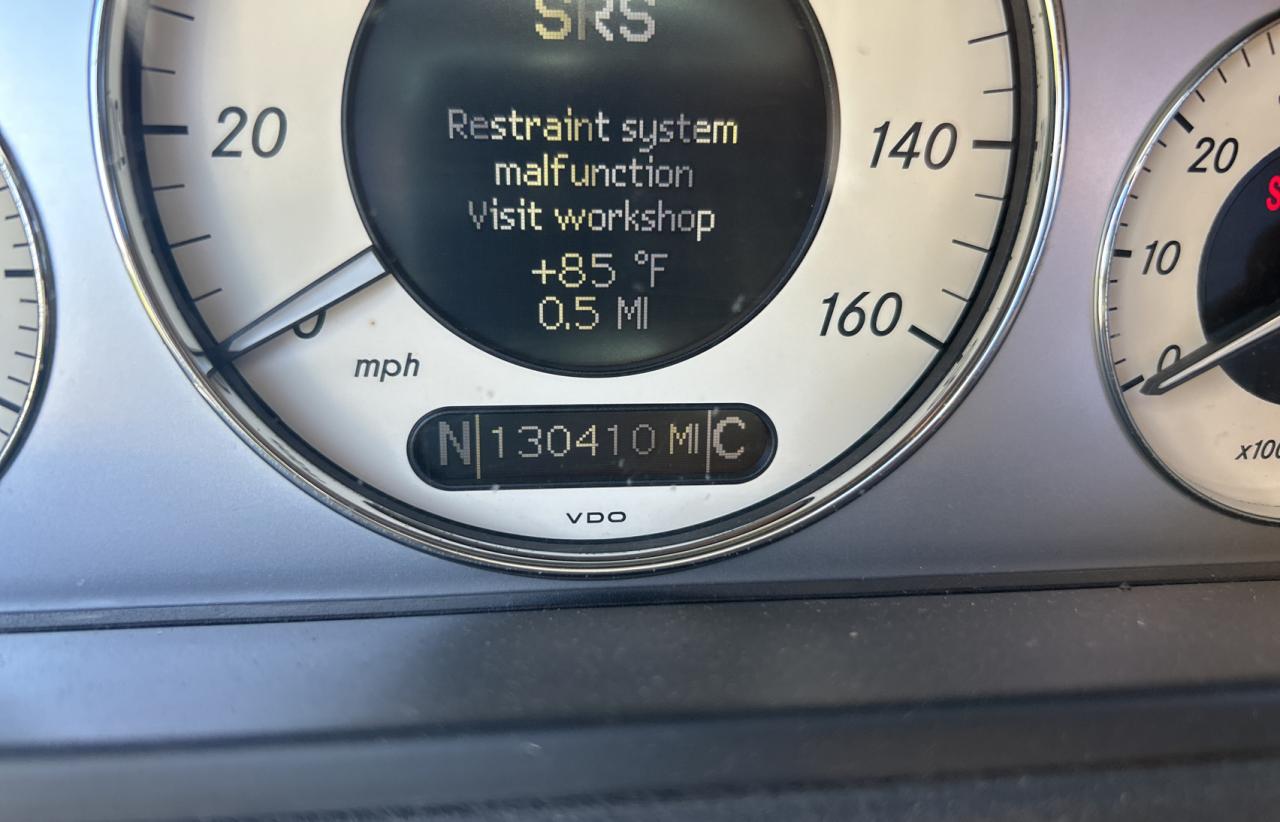 SRS
Restraint system
malfunction
Visit workshop
+85 °F
0.5 MI
20
140
0
160
mph
N 130410 MI C
VDO
20
10
0